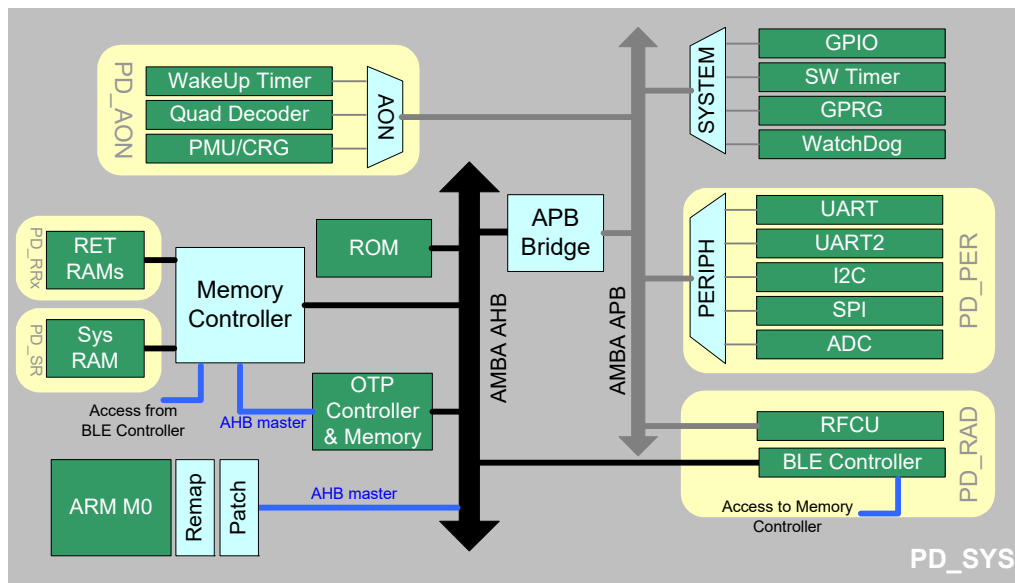 PD_AON
WakeUp Timer
Quad Decoder
PMU/CRG
AON
SYSTEM
GPIO
SW Timer
GPRG
WatchDog
PD_RRx
RET
RAMs
PD_SR
Sys
RAM
Memory
Controller
ROM
APB
Bridge
AMBA AHB
AMBA APB
PERIPH
UART
UART2
I2C
SPI
ADC
PD_PER
Access from
BLE Controller
AHB master
OTP
Controller
& Memory
RFCU
BLE Controller
PD_RAD
Access to Memory
Controller
ARM M0
Remap
Patch
AHB master
PD_SYS